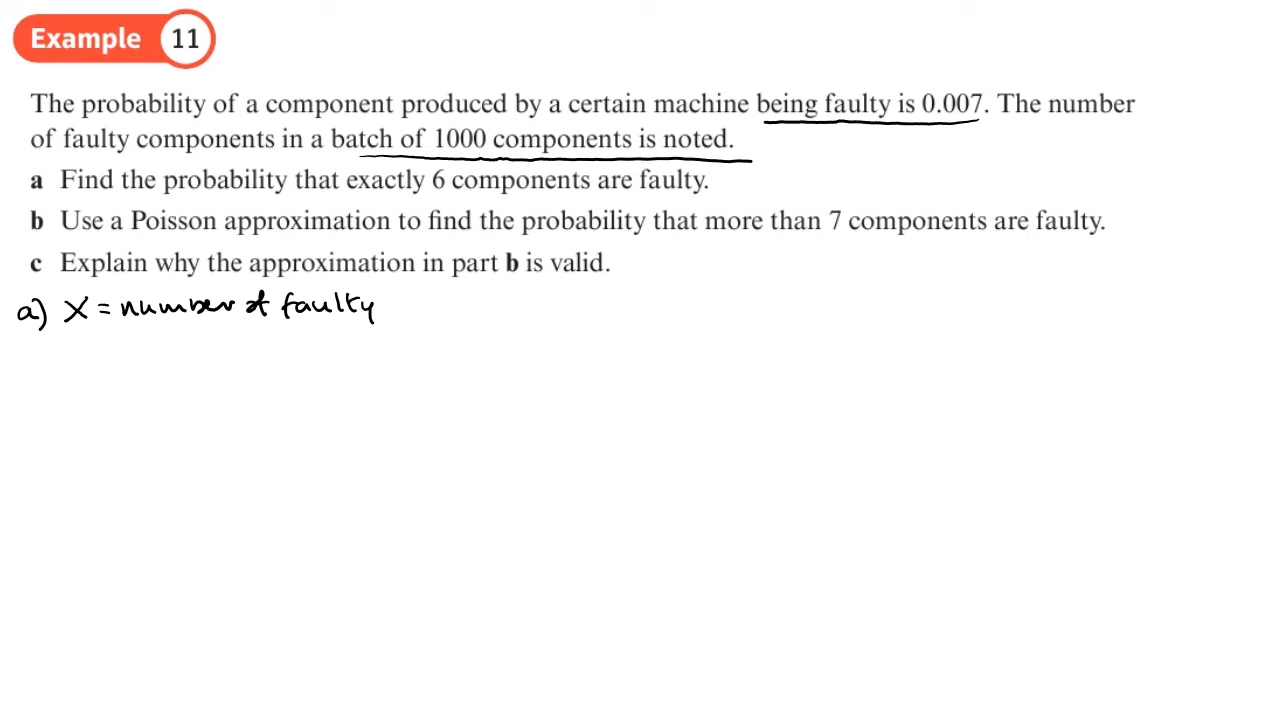 Example 11
The probability of a component produced by a certain machine being faulty is 0.007. The number
of faulty components in a batch of 1000 components is noted.
a Find the probability that exactly 6 components are faulty.
b Use a Poisson approximation to find the probability that more than 7 components are faulty.
c Explain why the approximation in part b is valid.
a) X = number of faulty